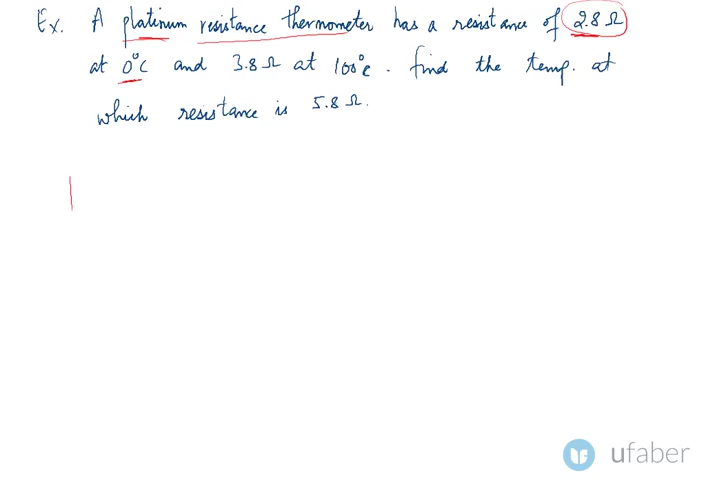 Ex. A platinum resistance thermometer has a resistance of 2.8 Ω
at 0°C and 3.8 Ω at 100°c. find the temp. at
which resistance is 5.8 Ω.
ufaber